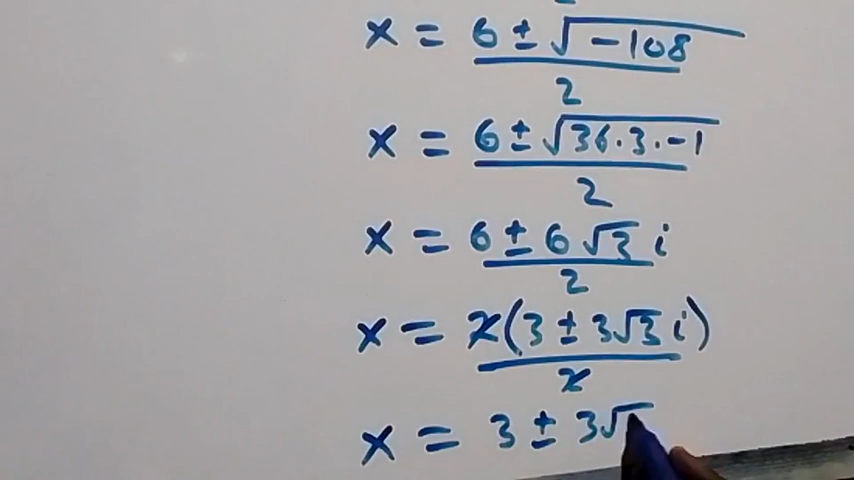 x = 6 ± √-108
2
x = 6 ± √36·3·-1
2
x = 6 ± 6√3 i
2
x = 2(3 ± 3√3 i)
2
x = 3 ± 3√